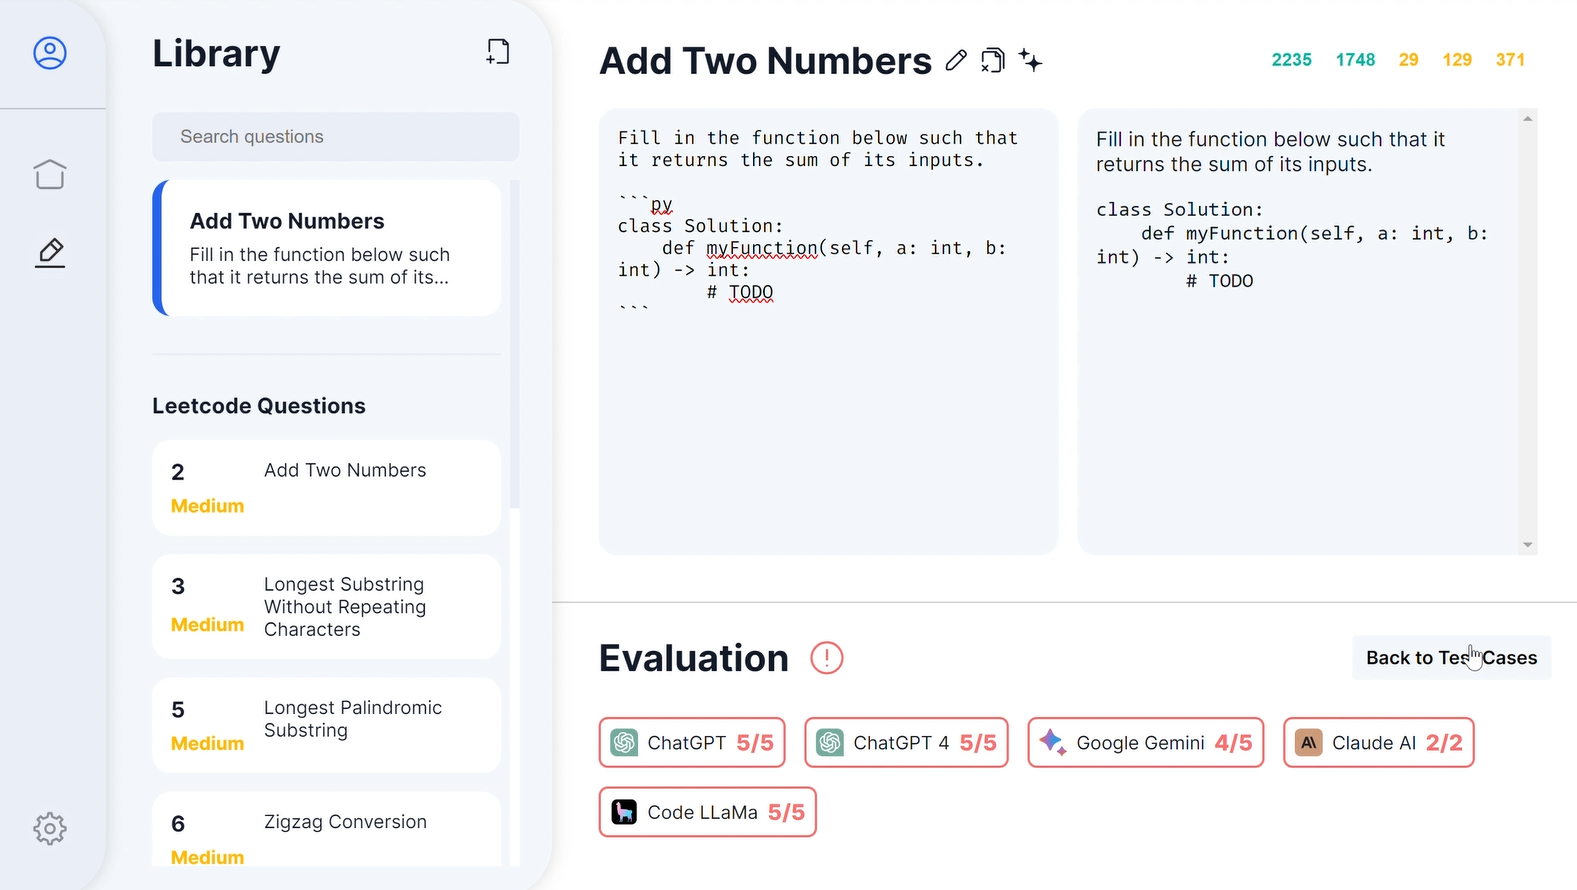 Library
Search questions
Add Two Numbers
Fill in the function below such
that it returns the sum of its...
Leetcode Questions
2
Add Two Numbers
Medium
3
Longest Substring
Without Repeating
Characters
Medium
5
Longest Palindromic
Substring
Medium
6
Zigzag Conversion
Medium
Add Two Numbers
2235 1748 29 129 371
Fill in the function below such that
it returns the sum of its inputs.
```py
class Solution:
    def myFunction(self, a: int, b:
int) -> int:
        # TODO
```
Fill in the function below such that it
returns the sum of its inputs.
class Solution:
    def myFunction(self, a: int, b:
int) -> int:
        # TODO
Evaluation !
Back to Test Cases
ChatGPT 5/5
ChatGPT 4 5/5
Google Gemini 4/5
AI Claude AI 2/2
Code LLaMa 5/5